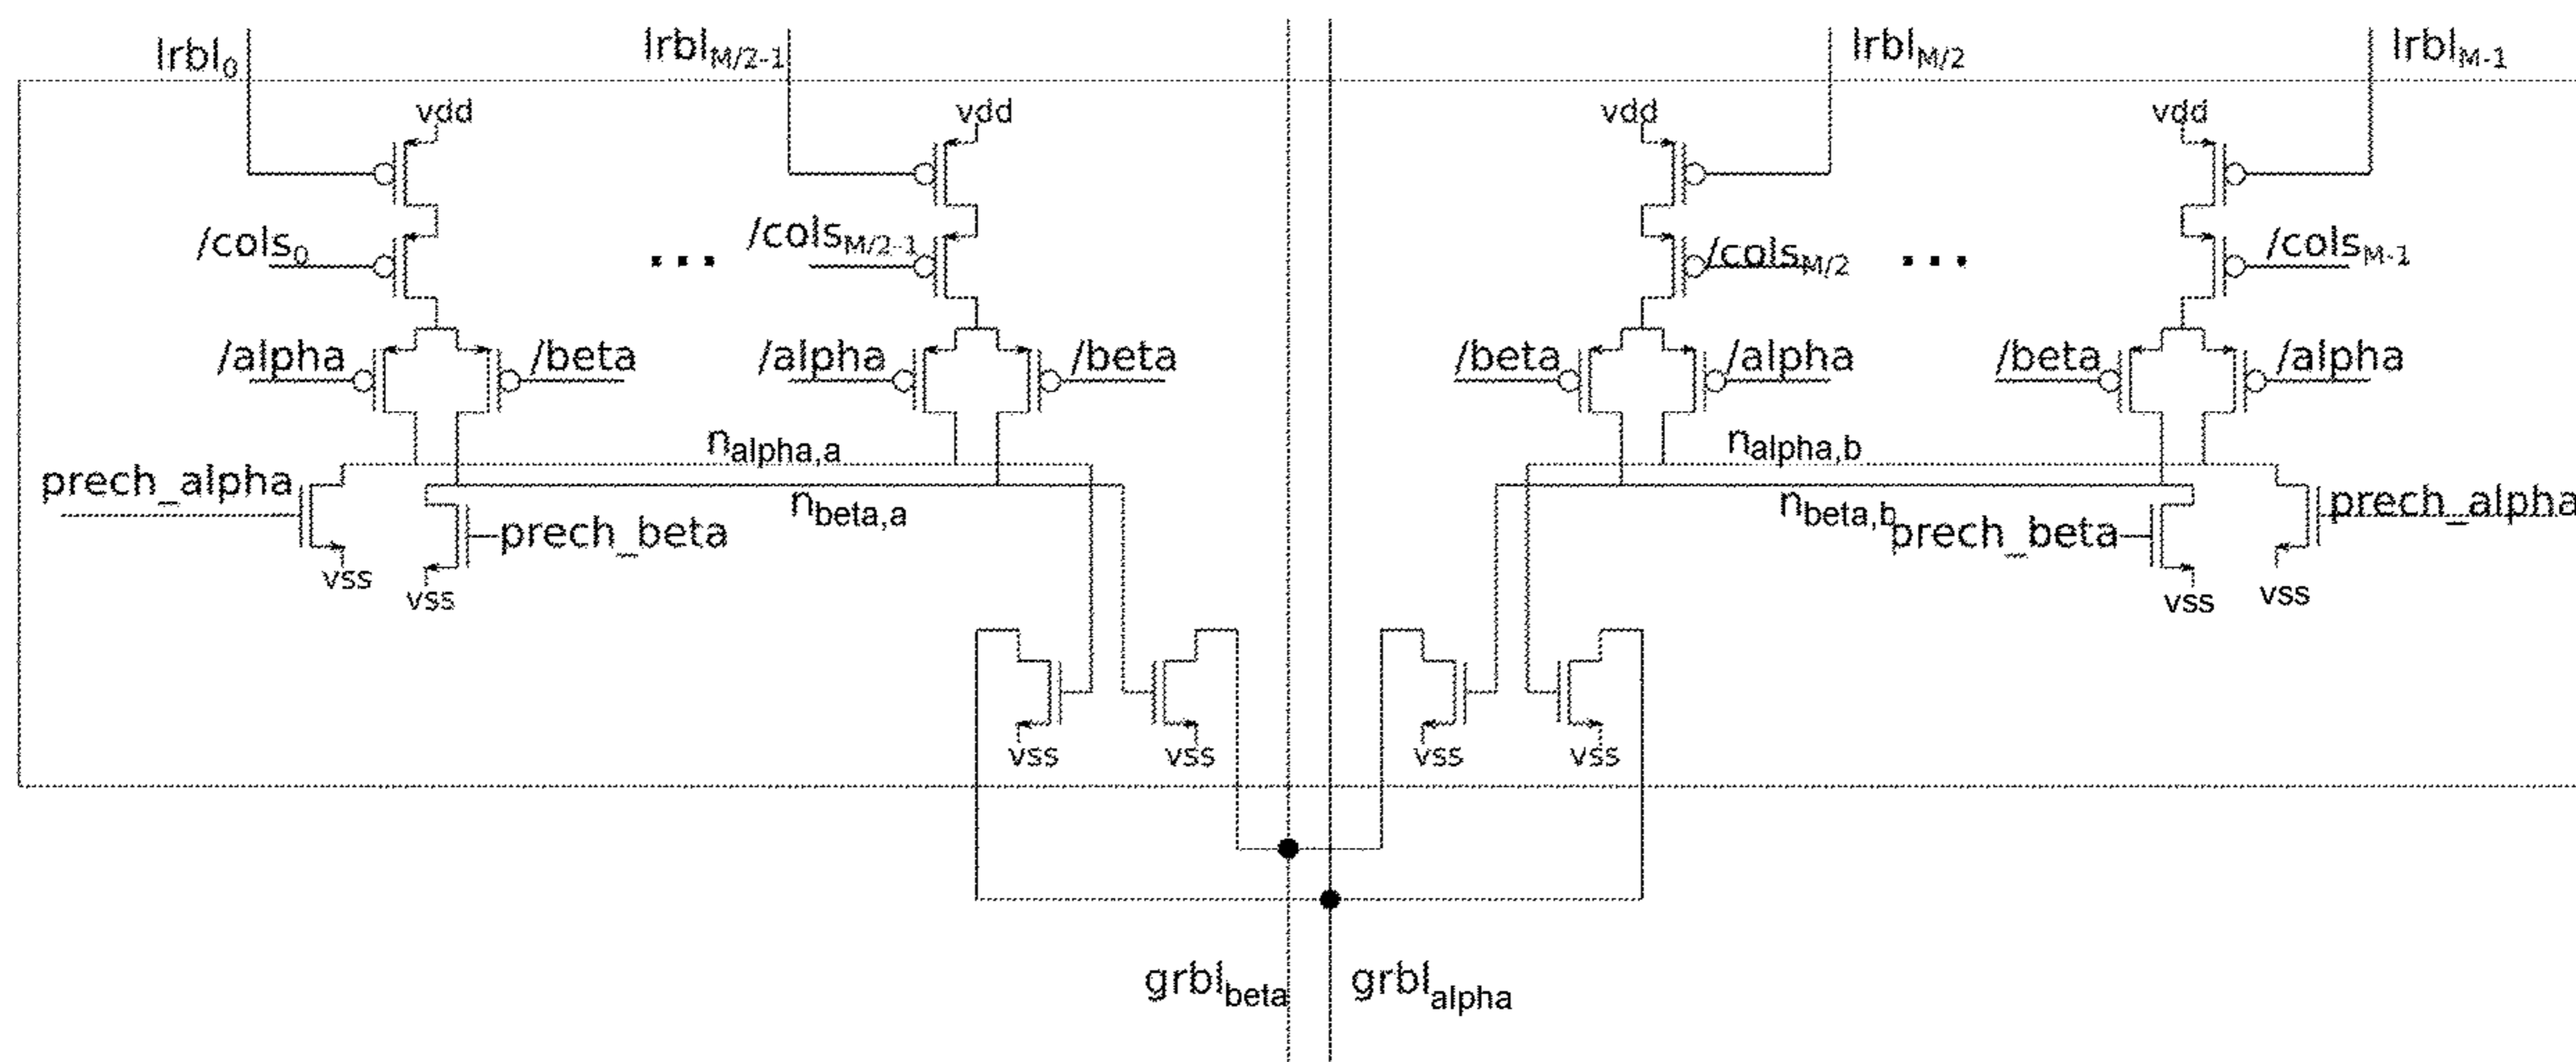 lrbl0 lrblM/2-1 lrblM/2 lrblM-1
vdd vdd vdd vdd
/cols0 ... /colsM/2-1 /colsM/2 ... /colsM-1
/alpha /beta /alpha /beta /beta /alpha /beta /alpha
nalpha,a nalpha,b
prech_alpha nbeta,a nbeta,b prech_alpha
prech_beta prech_beta
vss vss vss vss
vss vss vss vss
grblbeta grblalpha